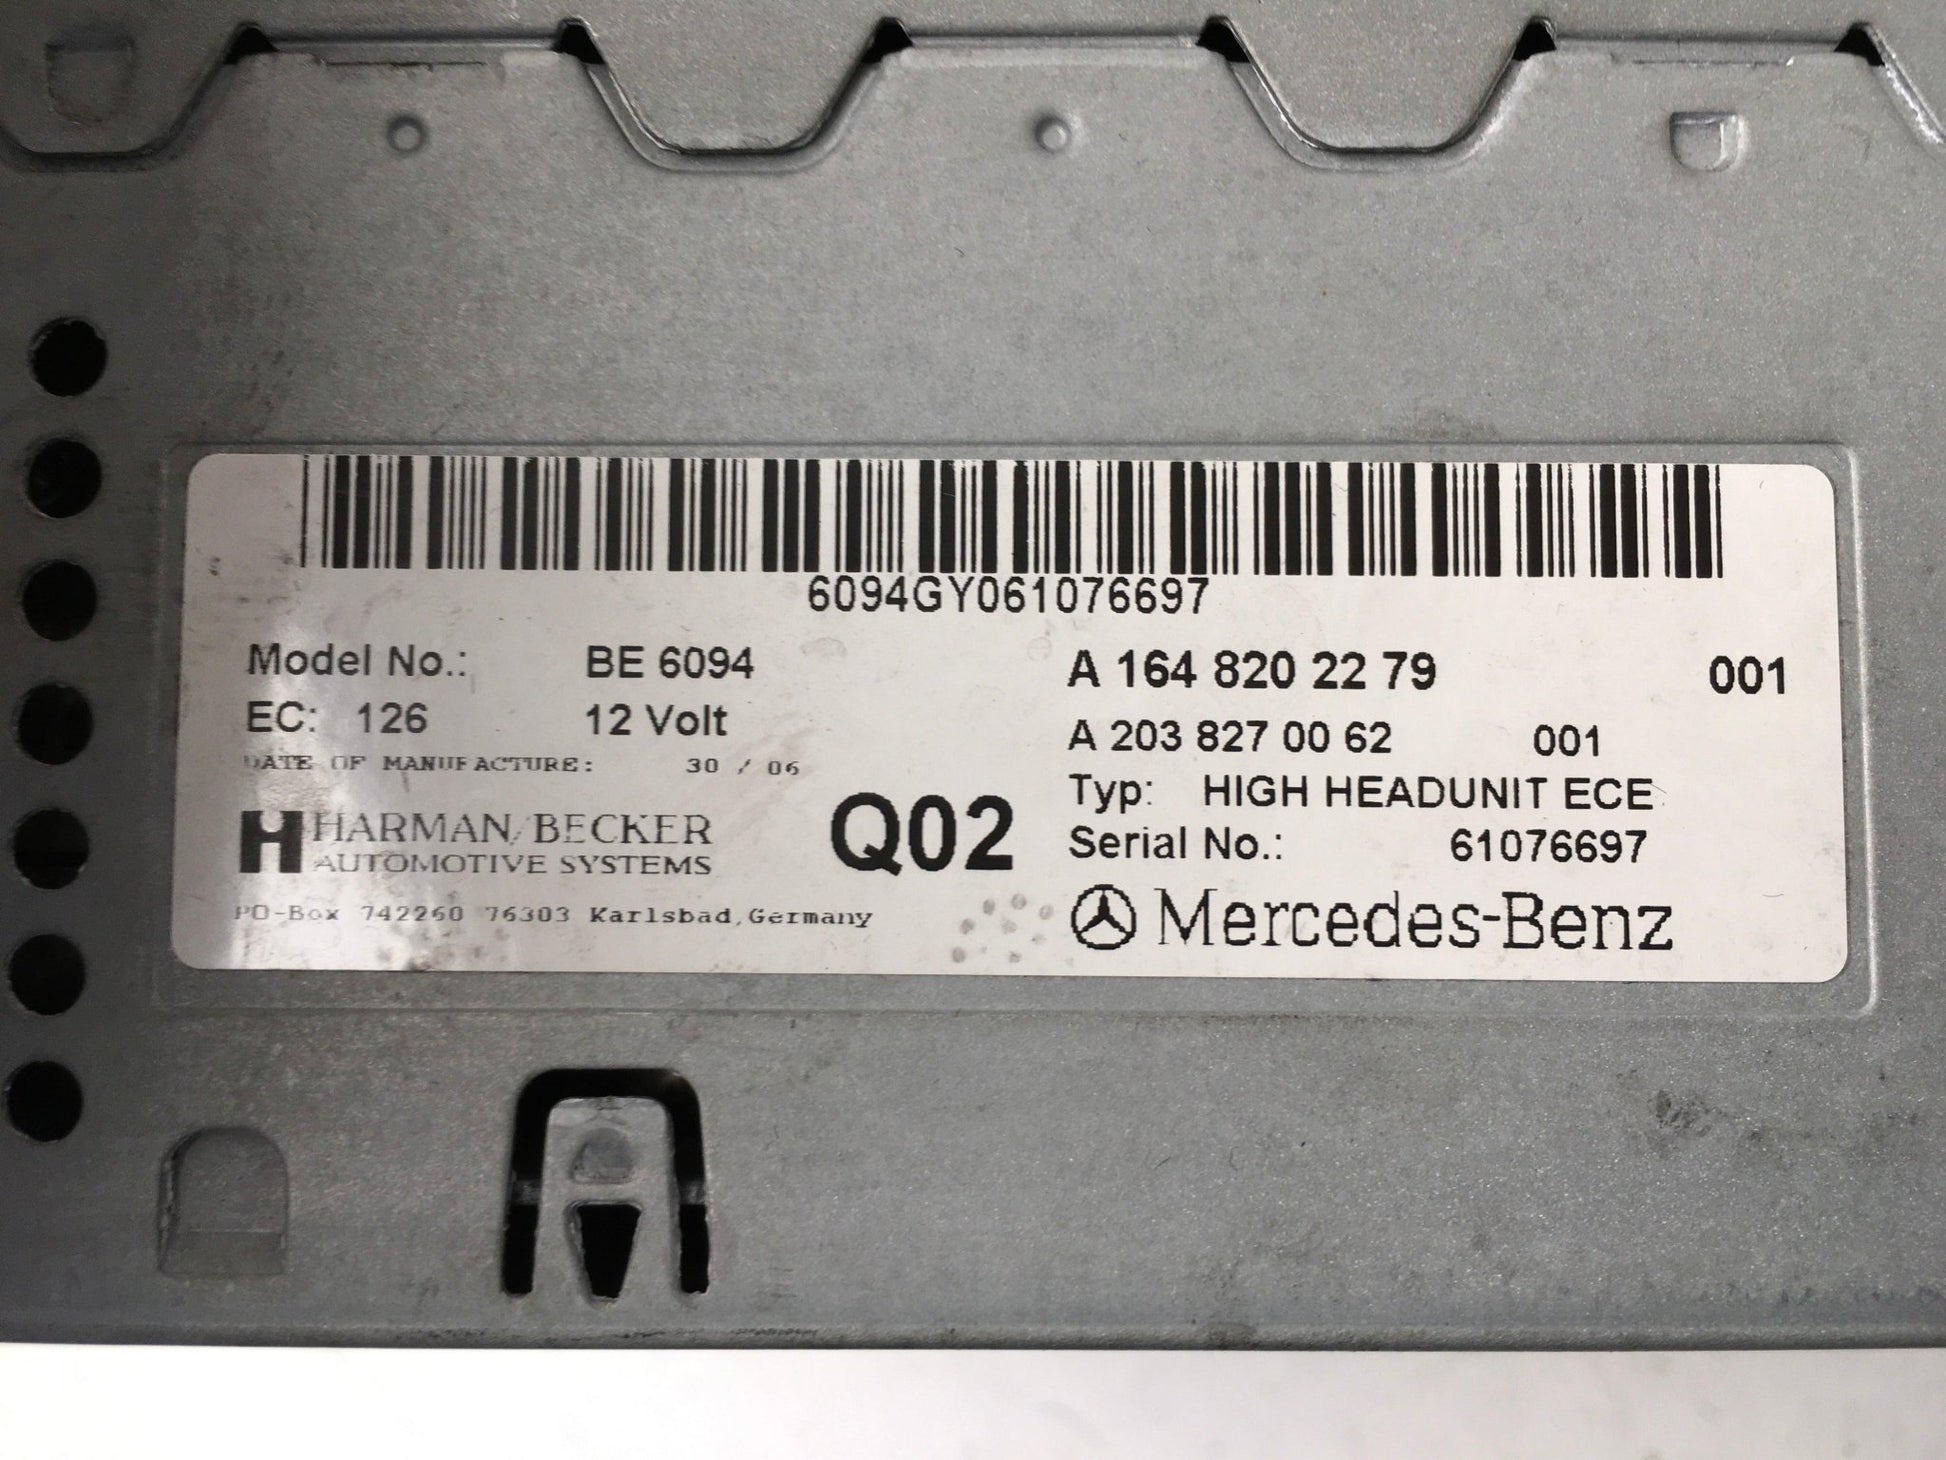 6094GY061076697
Model No.: BE 6094
EC: 126 12 Volt
DATE OF MANUFACTURE: 30 / 06
HARMAN/BECKER
AUTOMOTIVE SYSTEMS
Q02
PO-Box 742260 76303 Karlsbad,Germany
A 164 820 22 79 001
A 203 827 00 62 001
Typ: HIGH HEADUNIT ECE
Serial No.: 61076697
Mercedes-Benz